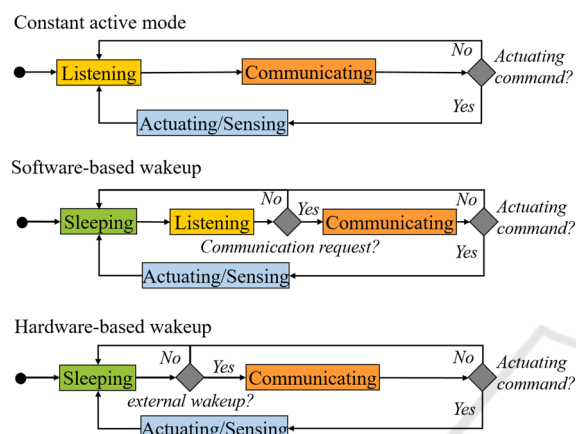 Constant active mode
No
Actuating
command?
Listening
Communicating
Yes
Actuating/Sensing
Software-based wakeup
No
Yes
No
Actuating
command?
Sleeping
Listening
Communicating
Communication request?
Yes
Actuating/Sensing
Hardware-based wakeup
No
Yes
No
Actuating
command?
Sleeping
Communicating
external wakeup?
Yes
Actuating/Sensing